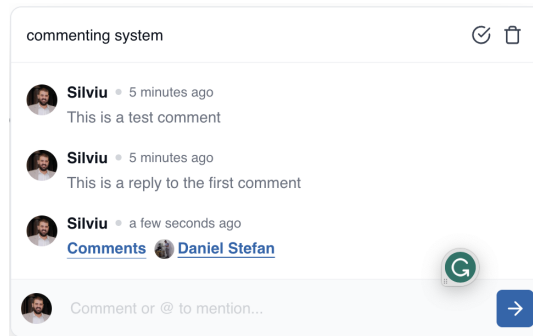 commenting system
Silviu 5 minutes ago
This is a test comment
Silviu 5 minutes ago
This is a reply to the first comment
Silviu a few seconds ago
Comments Daniel Stefan
Comment or @ to mention...